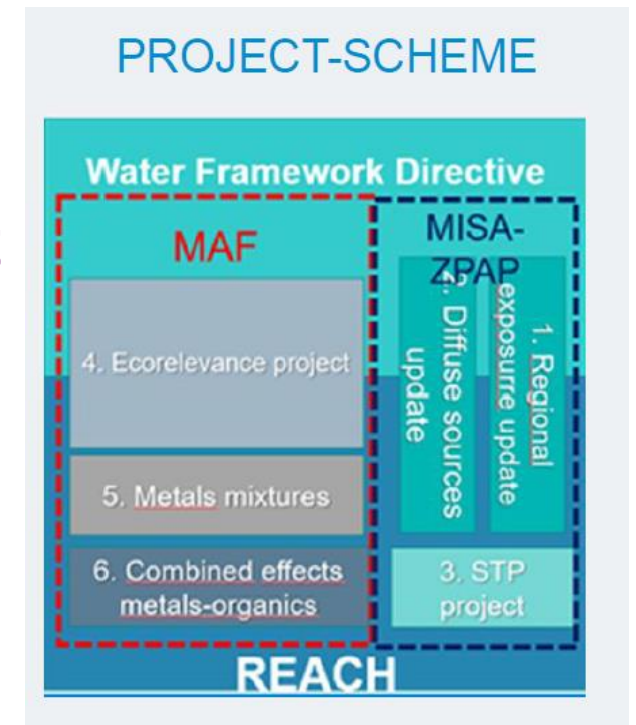 PROJECT-SCHEME
Water Framework Directive
MAF
4. Ecorelevance project
5. Metals mixtures
6. Combined effects
metals-organics
MISA-
ZPAP
2. Diffuse sources
update
1. Regional
exposurre update
3. STP
project
REACH